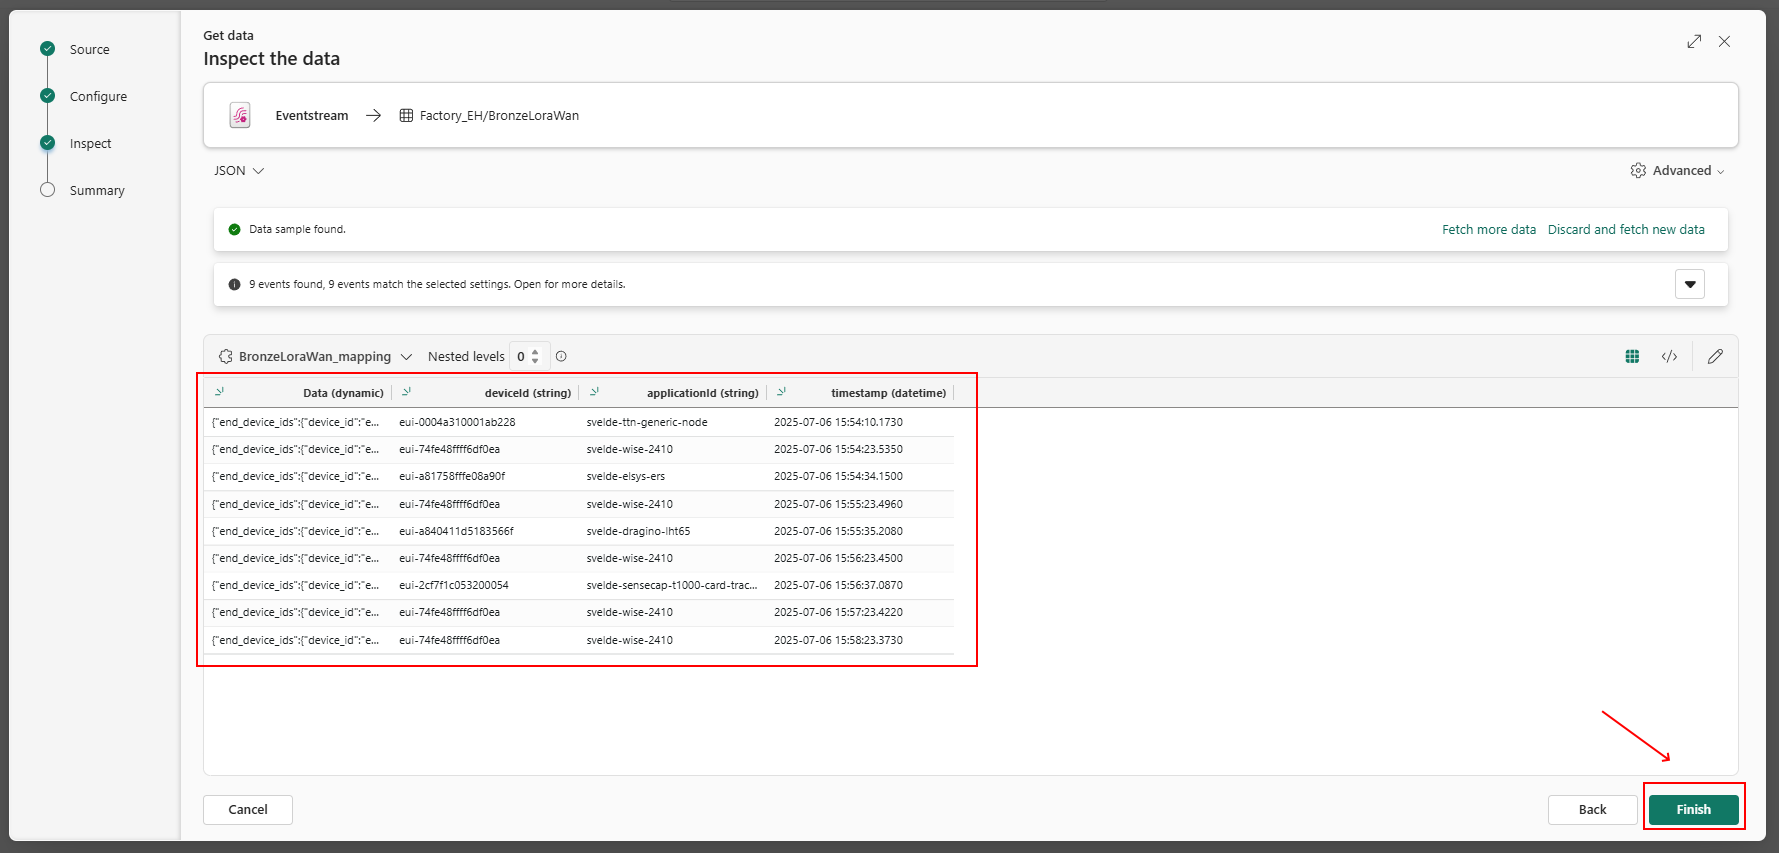 Source
Configure
Inspect
Summary
Get data
Inspect the data
Eventstream Factory_EH/BronzeLoraWan
JSON Advanced
Data sample found. Fetch more data Discard and fetch new data
9 events found, 9 events match the selected settings. Open for more details.
BronzeLoraWan_mapping Nested levels 0
Data (dynamic) deviceId (string) applicationId (string) timestamp (datetime)
{"end_device_ids":{"device_id":"e... eui-0004a310001ab228 svelde-ttn-generic-node 2025-07-06 15:54:10.1730
{"end_device_ids":{"device_id":"e... eui-74fe48ffff6df0ea svelde-wise-2410 2025-07-06 15:54:23.5350
{"end_device_ids":{"device_id":"e... eui-a81758fffe08a90f svelde-elsys-ers 2025-07-06 15:54:34.1500
{"end_device_ids":{"device_id":"e... eui-74fe48ffff6df0ea svelde-wise-2410 2025-07-06 15:55:23.4960
{"end_device_ids":{"device_id":"e... eui-a840411d5183566f svelde-dragino-lht65 2025-07-06 15:55:35.2080
{"end_device_ids":{"device_id":"e... eui-74fe48ffff6df0ea svelde-wise-2410 2025-07-06 15:56:23.4500
{"end_device_ids":{"device_id":"e... eui-2cf7f1c053200054 svelde-sensecap-t1000-card-trac... 2025-07-06 15:56:37.0870
{"end_device_ids":{"device_id":"e... eui-74fe48ffff6df0ea svelde-wise-2410 2025-07-06 15:57:23.4220
{"end_device_ids":{"device_id":"e... eui-74fe48ffff6df0ea svelde-wise-2410 2025-07-06 15:58:23.3730
Cancel Back Finish